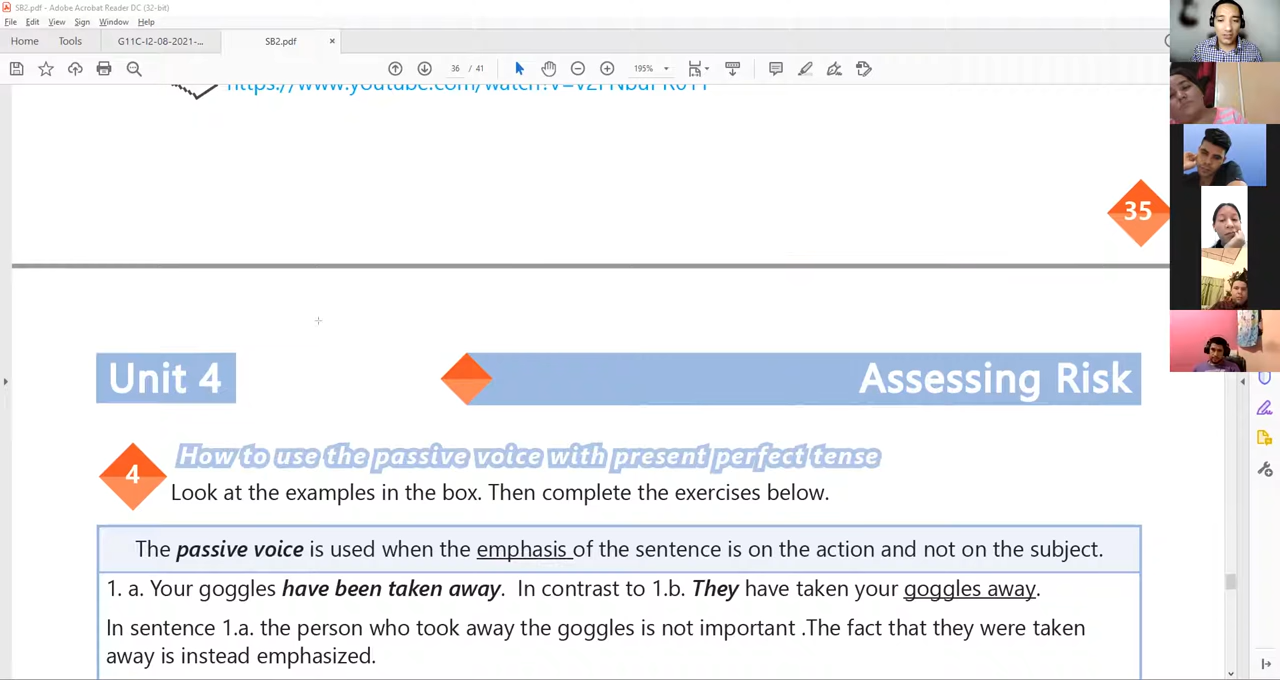 SB2.pdf - Adobe Acrobat Reader DC (32-bit)
File Edit View Sign Window Help
Home Tools G11C-I2-08-2021-... SB2.pdf ×
36 / 41 195%
35
Unit 4 Assessing Risk
4 How to use the passive voice with present perfect tense
Look at the examples in the box. Then complete the exercises below.
The passive voice is used when the emphasis of the sentence is on the action and not on the subject.
1. a. Your goggles have been taken away. In contrast to 1.b. They have taken your goggles away.
In sentence 1.a. the person who took away the goggles is not important .The fact that they were taken
away is instead emphasized.